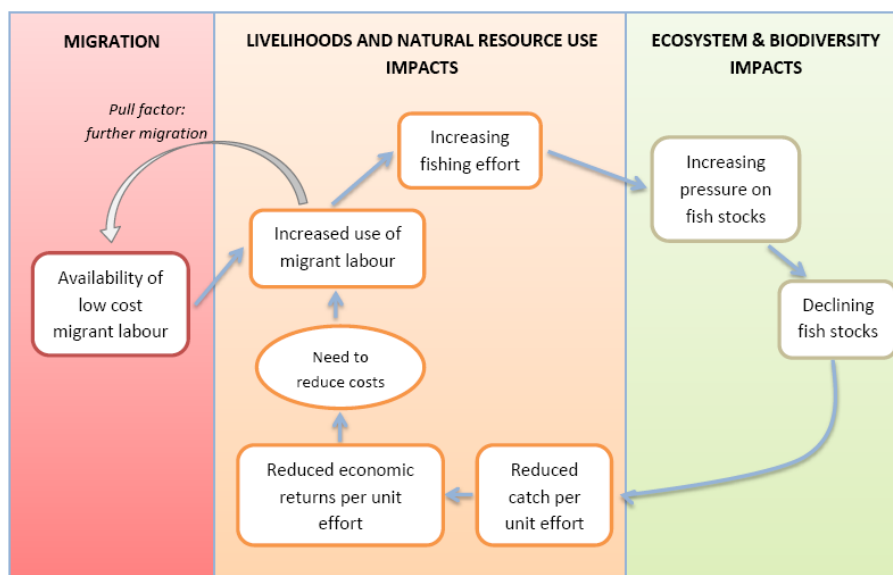 MIGRATION
LIVELIHOODS AND NATURAL RESOURCE USE
IMPACTS
ECOSYSTEM & BIODIVERSITY
IMPACTS
Pull factor:
further migration
Availability of
low cost
migrant labour
Increased use of
migrant labour
Increasing
fishing effort
Increasing
pressure on
fish stocks
Declining
fish stocks
Reduced
catch per
unit effort
Reduced economic
returns per unit
effort
Need to
reduce costs